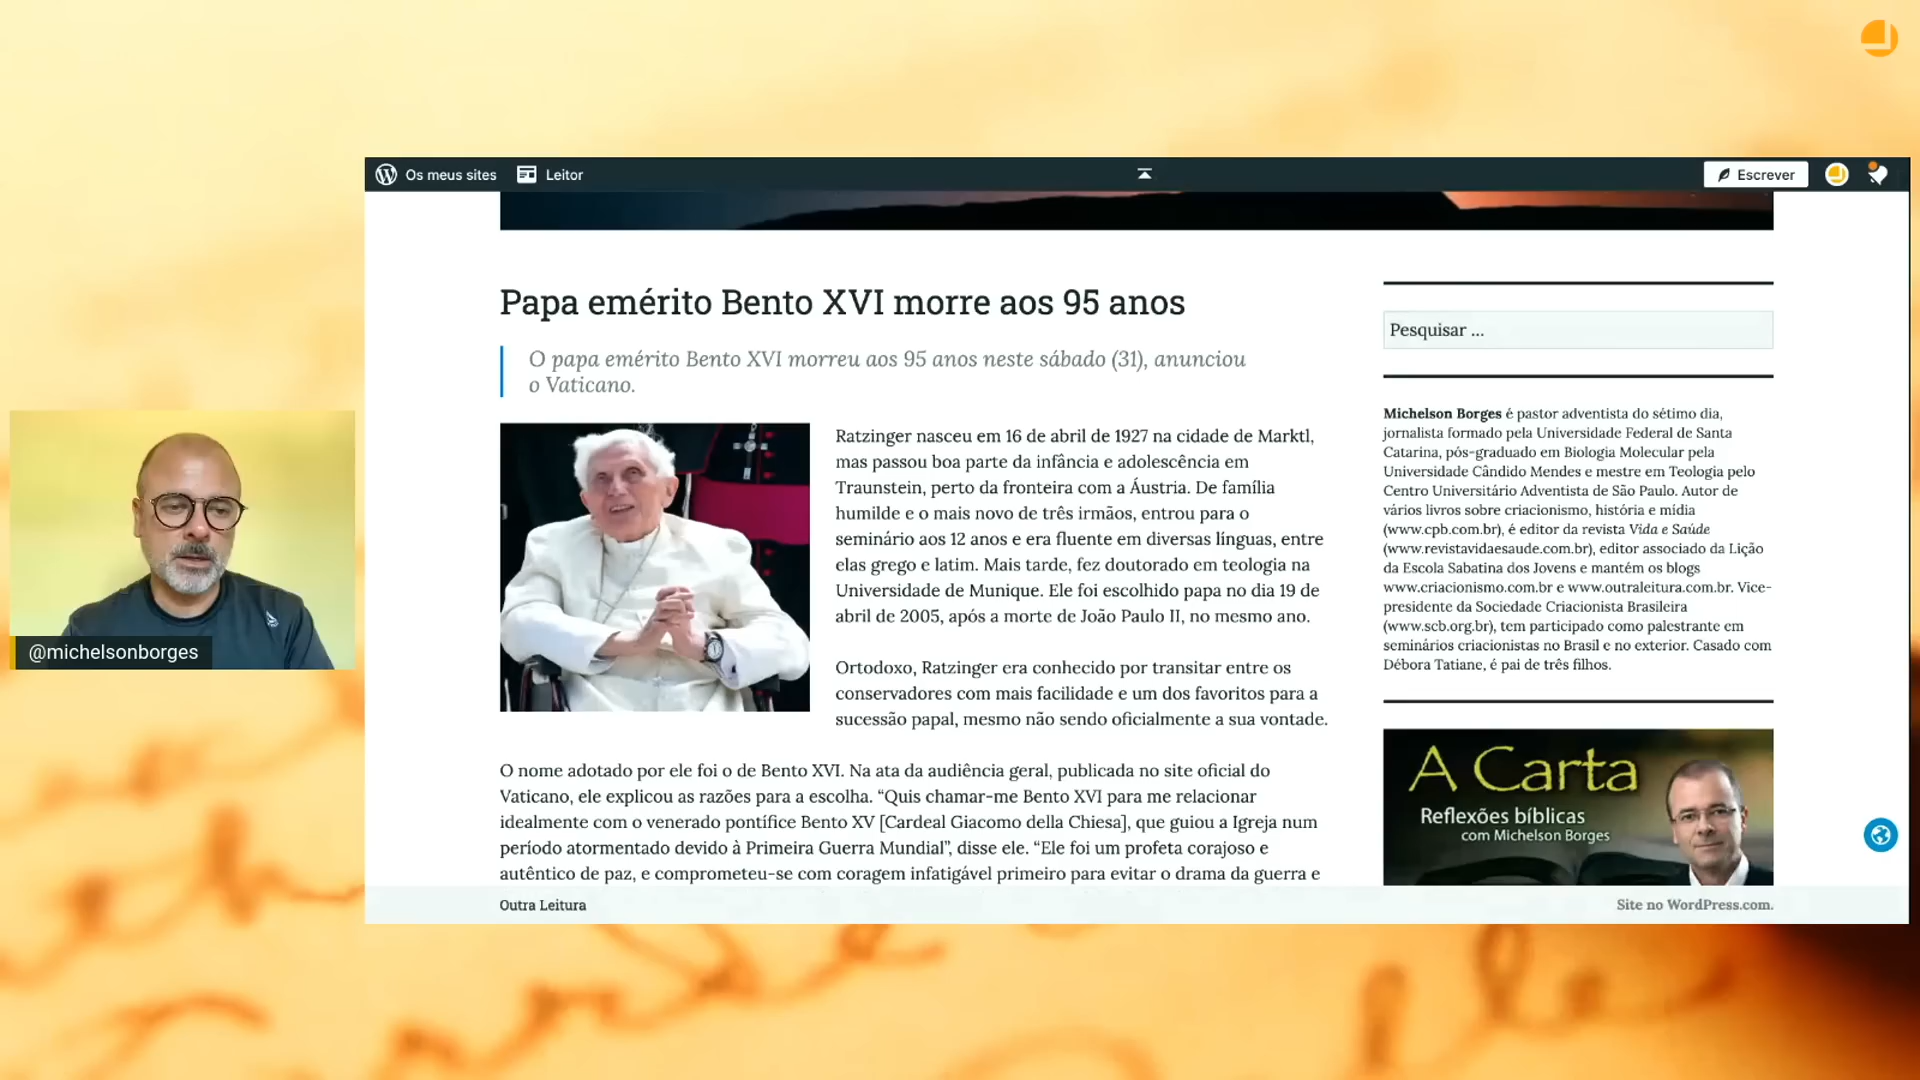 Os meus sites
Leitor
Escrever
Papa emérito Bento XVI morre aos 95 anos
O papa emérito Bento XVI morreu aos 95 anos neste sábado (31), anunciou
o Vaticano.
Ratzinger nasceu em 16 de abril de 1927 na cidade de Marktl,
mas passou boa parte da infância e adolescência em
Traunstein, perto da fronteira com a Áustria. De família
humilde e o mais novo de três irmãos, entrou para o
seminário aos 12 anos e era fluente em diversas línguas, entre
elas grego e latim. Mais tarde, fez doutorado em teologia na
Universidade de Munique. Ele foi escolhido papa no dia 19 de
abril de 2005, após a morte de João Paulo II, no mesmo ano.
Ortodoxo, Ratzinger era conhecido por transitar entre os
conservadores com mais facilidade e um dos favoritos para a
sucessão papal, mesmo não sendo oficialmente a sua vontade.
O nome adotado por ele foi o de Bento XVI. Na ata da audiência geral, publicada no site oficial do
Vaticano, ele explicou as razões para a escolha. “Quis chamar-me Bento XVI para me relacionar
idealmente com o venerado pontífice Bento XV [Cardeal Giacomo della Chiesa], que guiou a Igreja num
período atormentado devido à Primeira Guerra Mundial”, disse ele. “Ele foi um profeta corajoso e
autêntico de paz, e comprometeu-se com coragem infatigável primeiro para evitar o drama da guerra e
Pesquisar ...
Michelson Borges é pastor adventista do sétimo dia,
jornalista formado pela Universidade Federal de Santa
Catarina, pós-graduado em Biologia Molecular pela
Universidade Cândido Mendes e mestre em Teologia pelo
Centro Universitário Adventista de São Paulo. Autor de
vários livros sobre criacionismo, história e mídia
(www.cpb.com.br), é editor da revista Vida e Saúde
(www.revistavidaesaude.com.br), editor associado da Lição
da Escola Sabatina dos Jovens e mantém os blogs
www.criacionismo.com.br e www.outraleitura.com.br. Vice-
presidente da Sociedade Criacionista Brasileira
(www.scb.org.br), tem participado como palestrante em
seminários criacionistas no Brasil e no exterior. Casado com
Débora Tatiane, é pai de três filhos.
A Carta
Reflexões bíblicas
com Michelson Borges
Outra Leitura
Site no WordPress.com.
@michelsonborges